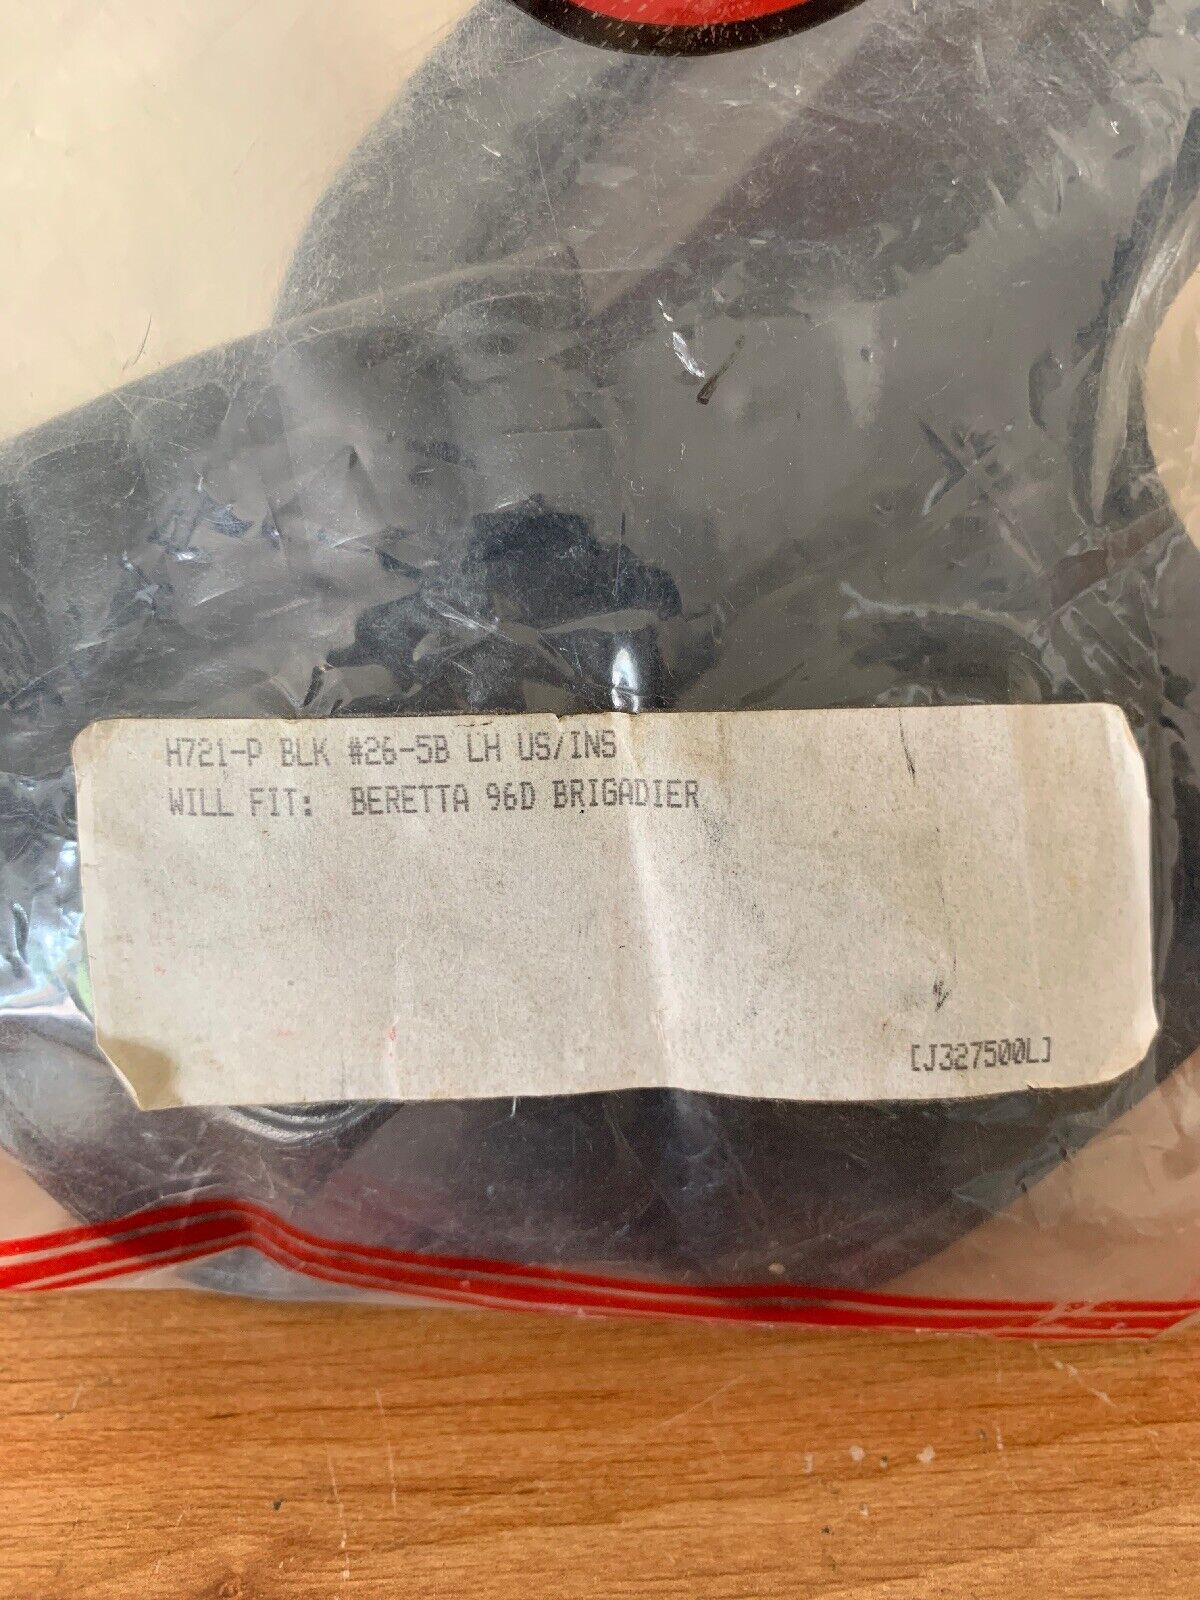 H721-P BLK #26-5B LH US/INS
WILL FIT: BERETTA 96D BRIGADIER
[J327500L]